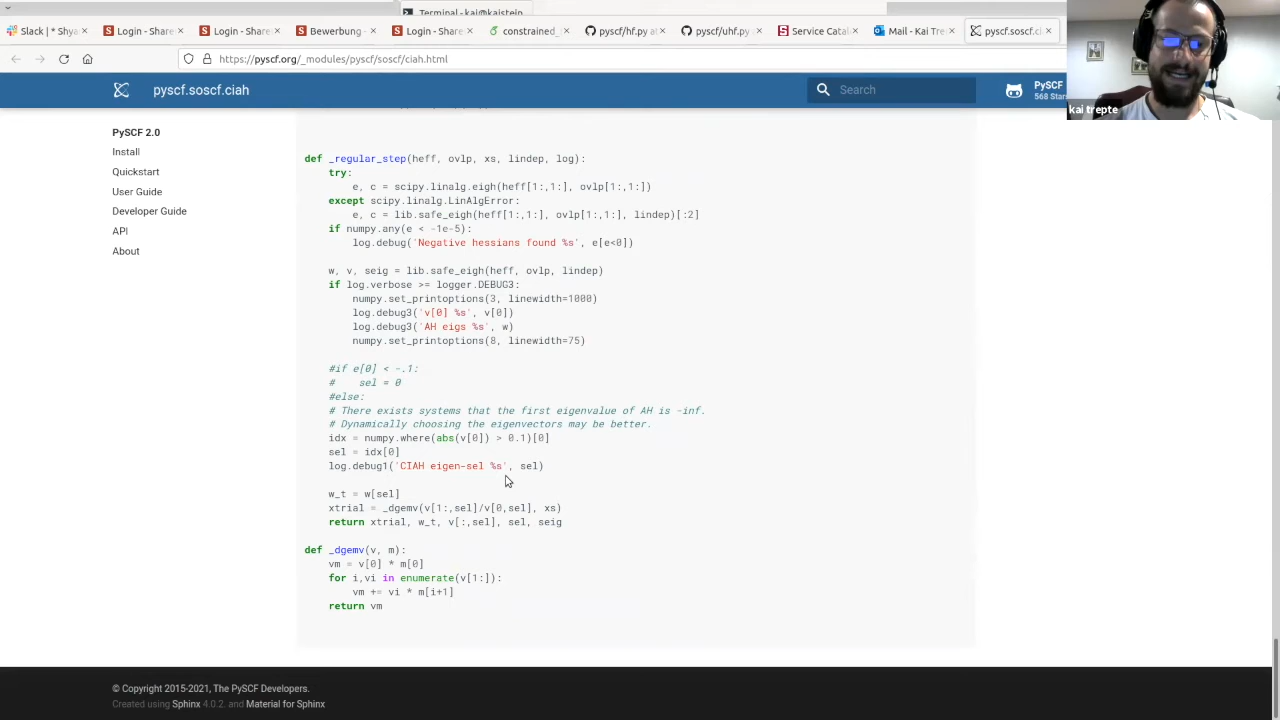 Terminal - kai@kaistelp
Slack | * Shya
Login - Share
Login - Share
Bewerbung -
Login - Share
constrained_
pyscf/hf.py at
pyscf/uhf.py
Service Catal
Mail - Kai Tre
pyscf.soscf.ci
https://pyscf.org/_modules/pyscf/soscf/ciah.html
pyscf.soscf.ciah
Search
PySCF
568 Star
kai trepte
PySCF 2.0
Install
Quickstart
User Guide
Developer Guide
API
About
def _regular_step(heff, ovlp, xs, lindep, log):
try:
e, c = scipy.linalg.eigh(heff[1:,1:], ovlp[1:,1:])
except scipy.linalg.LinAlgError:
e, c = lib.safe_eigh(heff[1:,1:], ovlp[1:,1:], lindep)[:2]
if numpy.any(e < -1e-5):
log.debug('Negative hessians found %s', e[e<0])
w, v, seig = lib.safe_eigh(heff, ovlp, lindep)
if log.verbose >= logger.DEBUG3:
numpy.set_printoptions(3, linewidth=1000)
log.debug3('v[0] %s', v[0])
log.debug3('AH eigs %s', w)
numpy.set_printoptions(8, linewidth=75)
#if e[0] < -.1:
#    sel = 0
#else:
# There exists systems that the first eigenvalue of AH is -inf.
# Dynamically choosing the eigenvectors may be better.
idx = numpy.where(abs(v[0]) > 0.1)[0]
sel = idx[0]
log.debug1('CIAH eigen-sel %s', sel)
w_t = w[sel]
xtrial = _dgemv(v[1:,sel]/v[0,sel], xs)
return xtrial, w_t, v[:,sel], sel, seig
def _dgemv(v, m):
vm = v[0] * m[0]
for i,vi in enumerate(v[1:]):
vm += vi * m[i+1]
return vm
© Copyright 2015-2021, The PySCF Developers.
Created using Sphinx 4.0.2. and Material for Sphinx